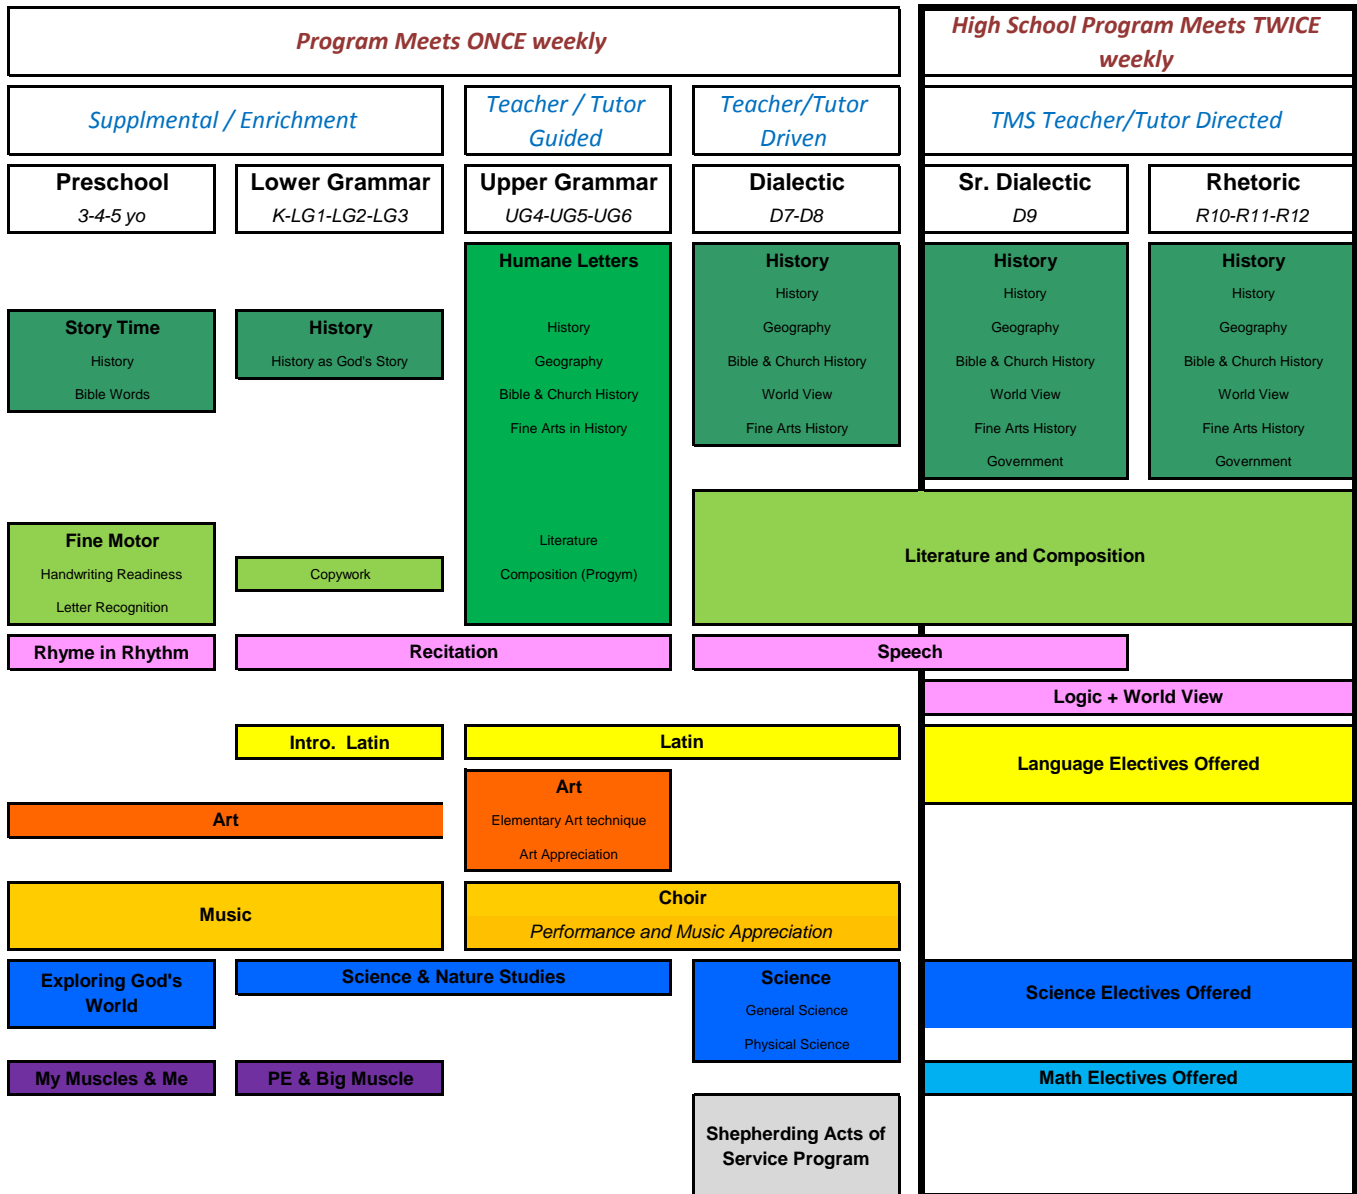 Program Meets ONCE weekly
High School Program Meets TWICE
weekly
Supplmental / Enrichment
Teacher / Tutor
Guided
Teacher/Tutor
Driven
TMS Teacher/Tutor Directed
Preschool
3-4-5 yo
Lower Grammar
K-LG1-LG2-LG3
Upper Grammar
UG4-UG5-UG6
Dialectic
D7-D8
Sr. Dialectic
D9
Rhetoric
R10-R11-R12
Story Time
History
Bible Words
History
History as God's Story
Humane Letters
History
Geography
Bible & Church History
Fine Arts in History
Literature
Composition (Progym)
History
History
Geography
Bible & Church History
World View
Fine Arts History
History
History
Geography
Bible & Church History
World View
Fine Arts History
Government
History
History
Geography
Bible & Church History
World View
Fine Arts History
Government
Fine Motor
Handwriting Readiness
Letter Recognition
Copywork
Literature and Composition
Rhyme in Rhythm
Recitation
Speech
Logic + World View
Intro. Latin
Latin
Language Electives Offered
Art
Art
Elementary Art technique
Art Appreciation
Music
Choir
Performance and Music Appreciation
Exploring God's
World
Science & Nature Studies
Science
General Science
Physical Science
Science Electives Offered
My Muscles & Me
PE & Big Muscle
Math Electives Offered
Shepherding Acts of
Service Program